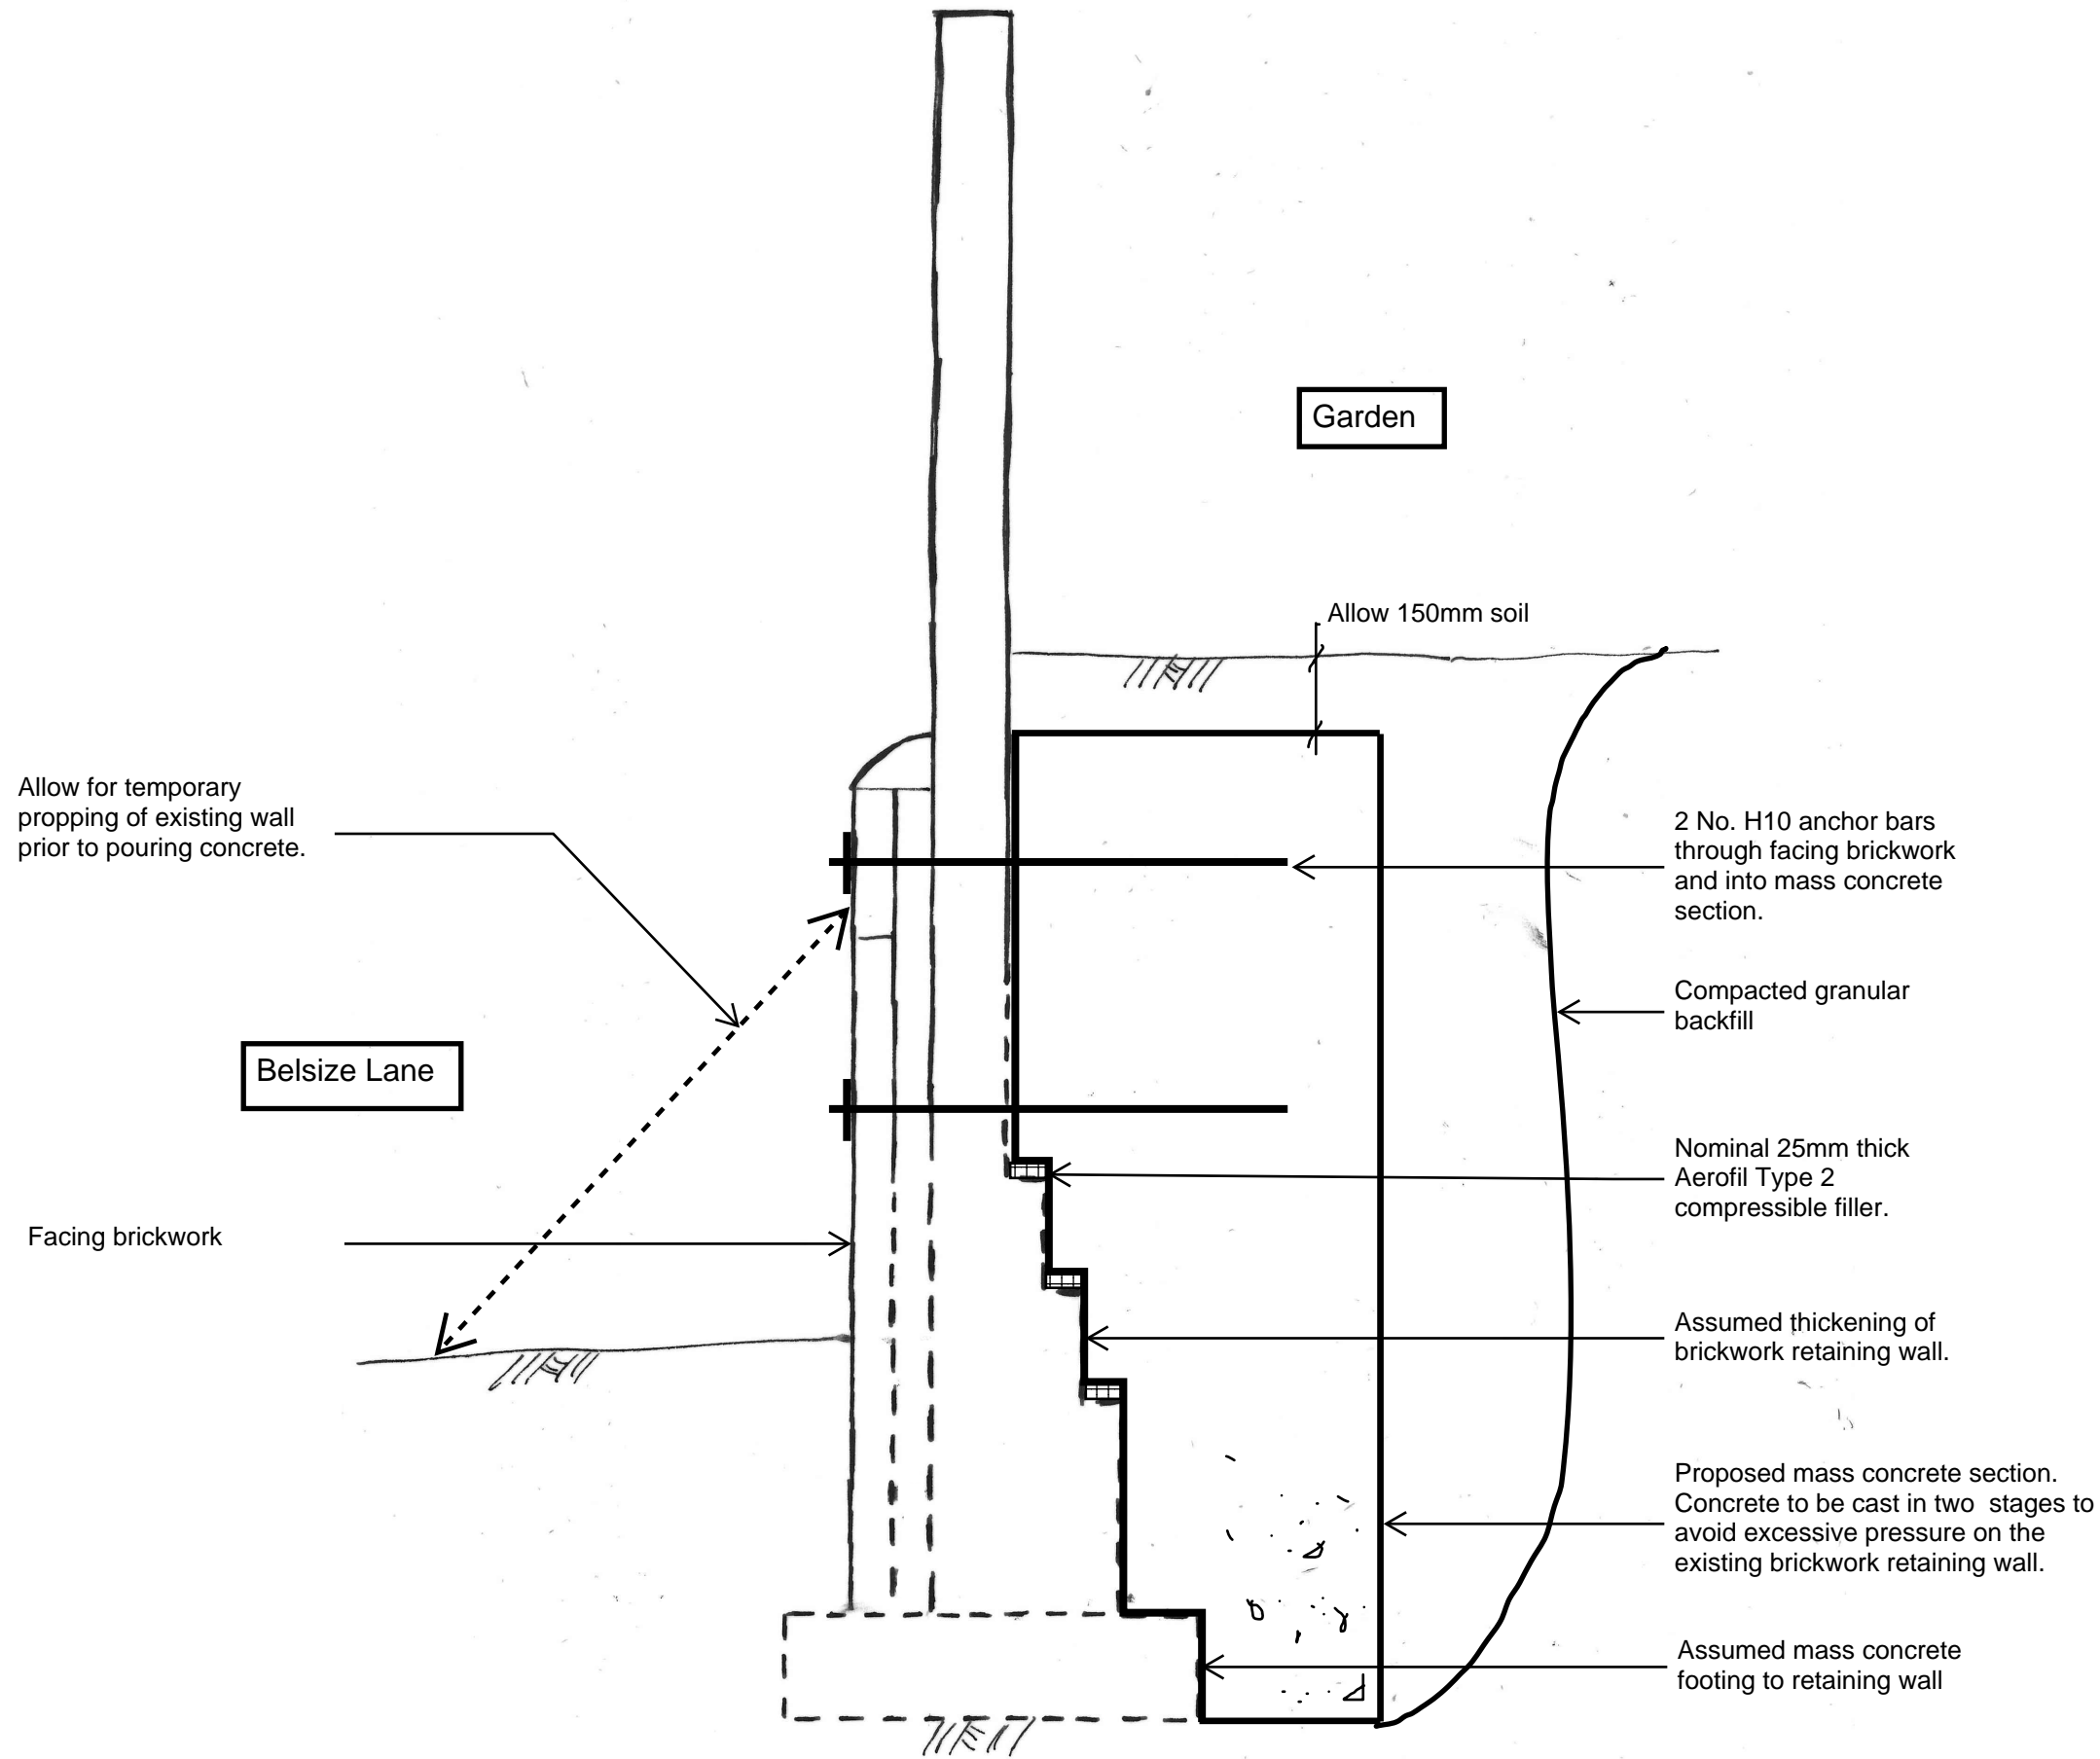 Garden
Allow 150mm soil
Allow for temporary
propping of existing wall
prior to pouring concrete.
2 No. H10 anchor bars
through facing brickwork
and into mass concrete
section.
Compacted granular
backfill
Belsize Lane
Nominal 25mm thick
Aerofil Type 2
compressible filler.
Facing brickwork
Assumed thickening of
brickwork retaining wall.
Proposed mass concrete section.
Concrete to be cast in two  stages to
avoid excessive pressure on the
existing brickwork retaining wall.
Assumed mass concrete
footing to retaining wall